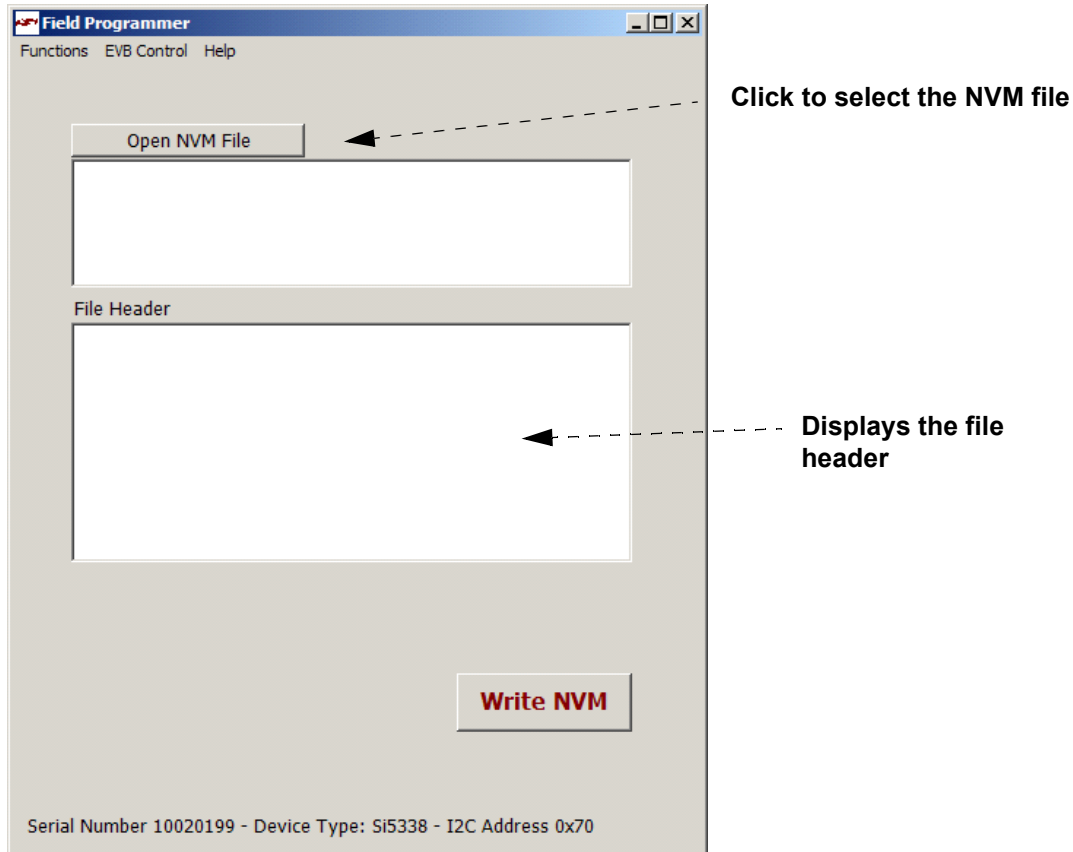 Field Programmer
Functions EVB Control Help
Click to select the NVM file
Open NVM File
File Header
Displays the file
header
Write NVM
Serial Number 10020199 - Device Type: Si5338 - I2C Address 0x70